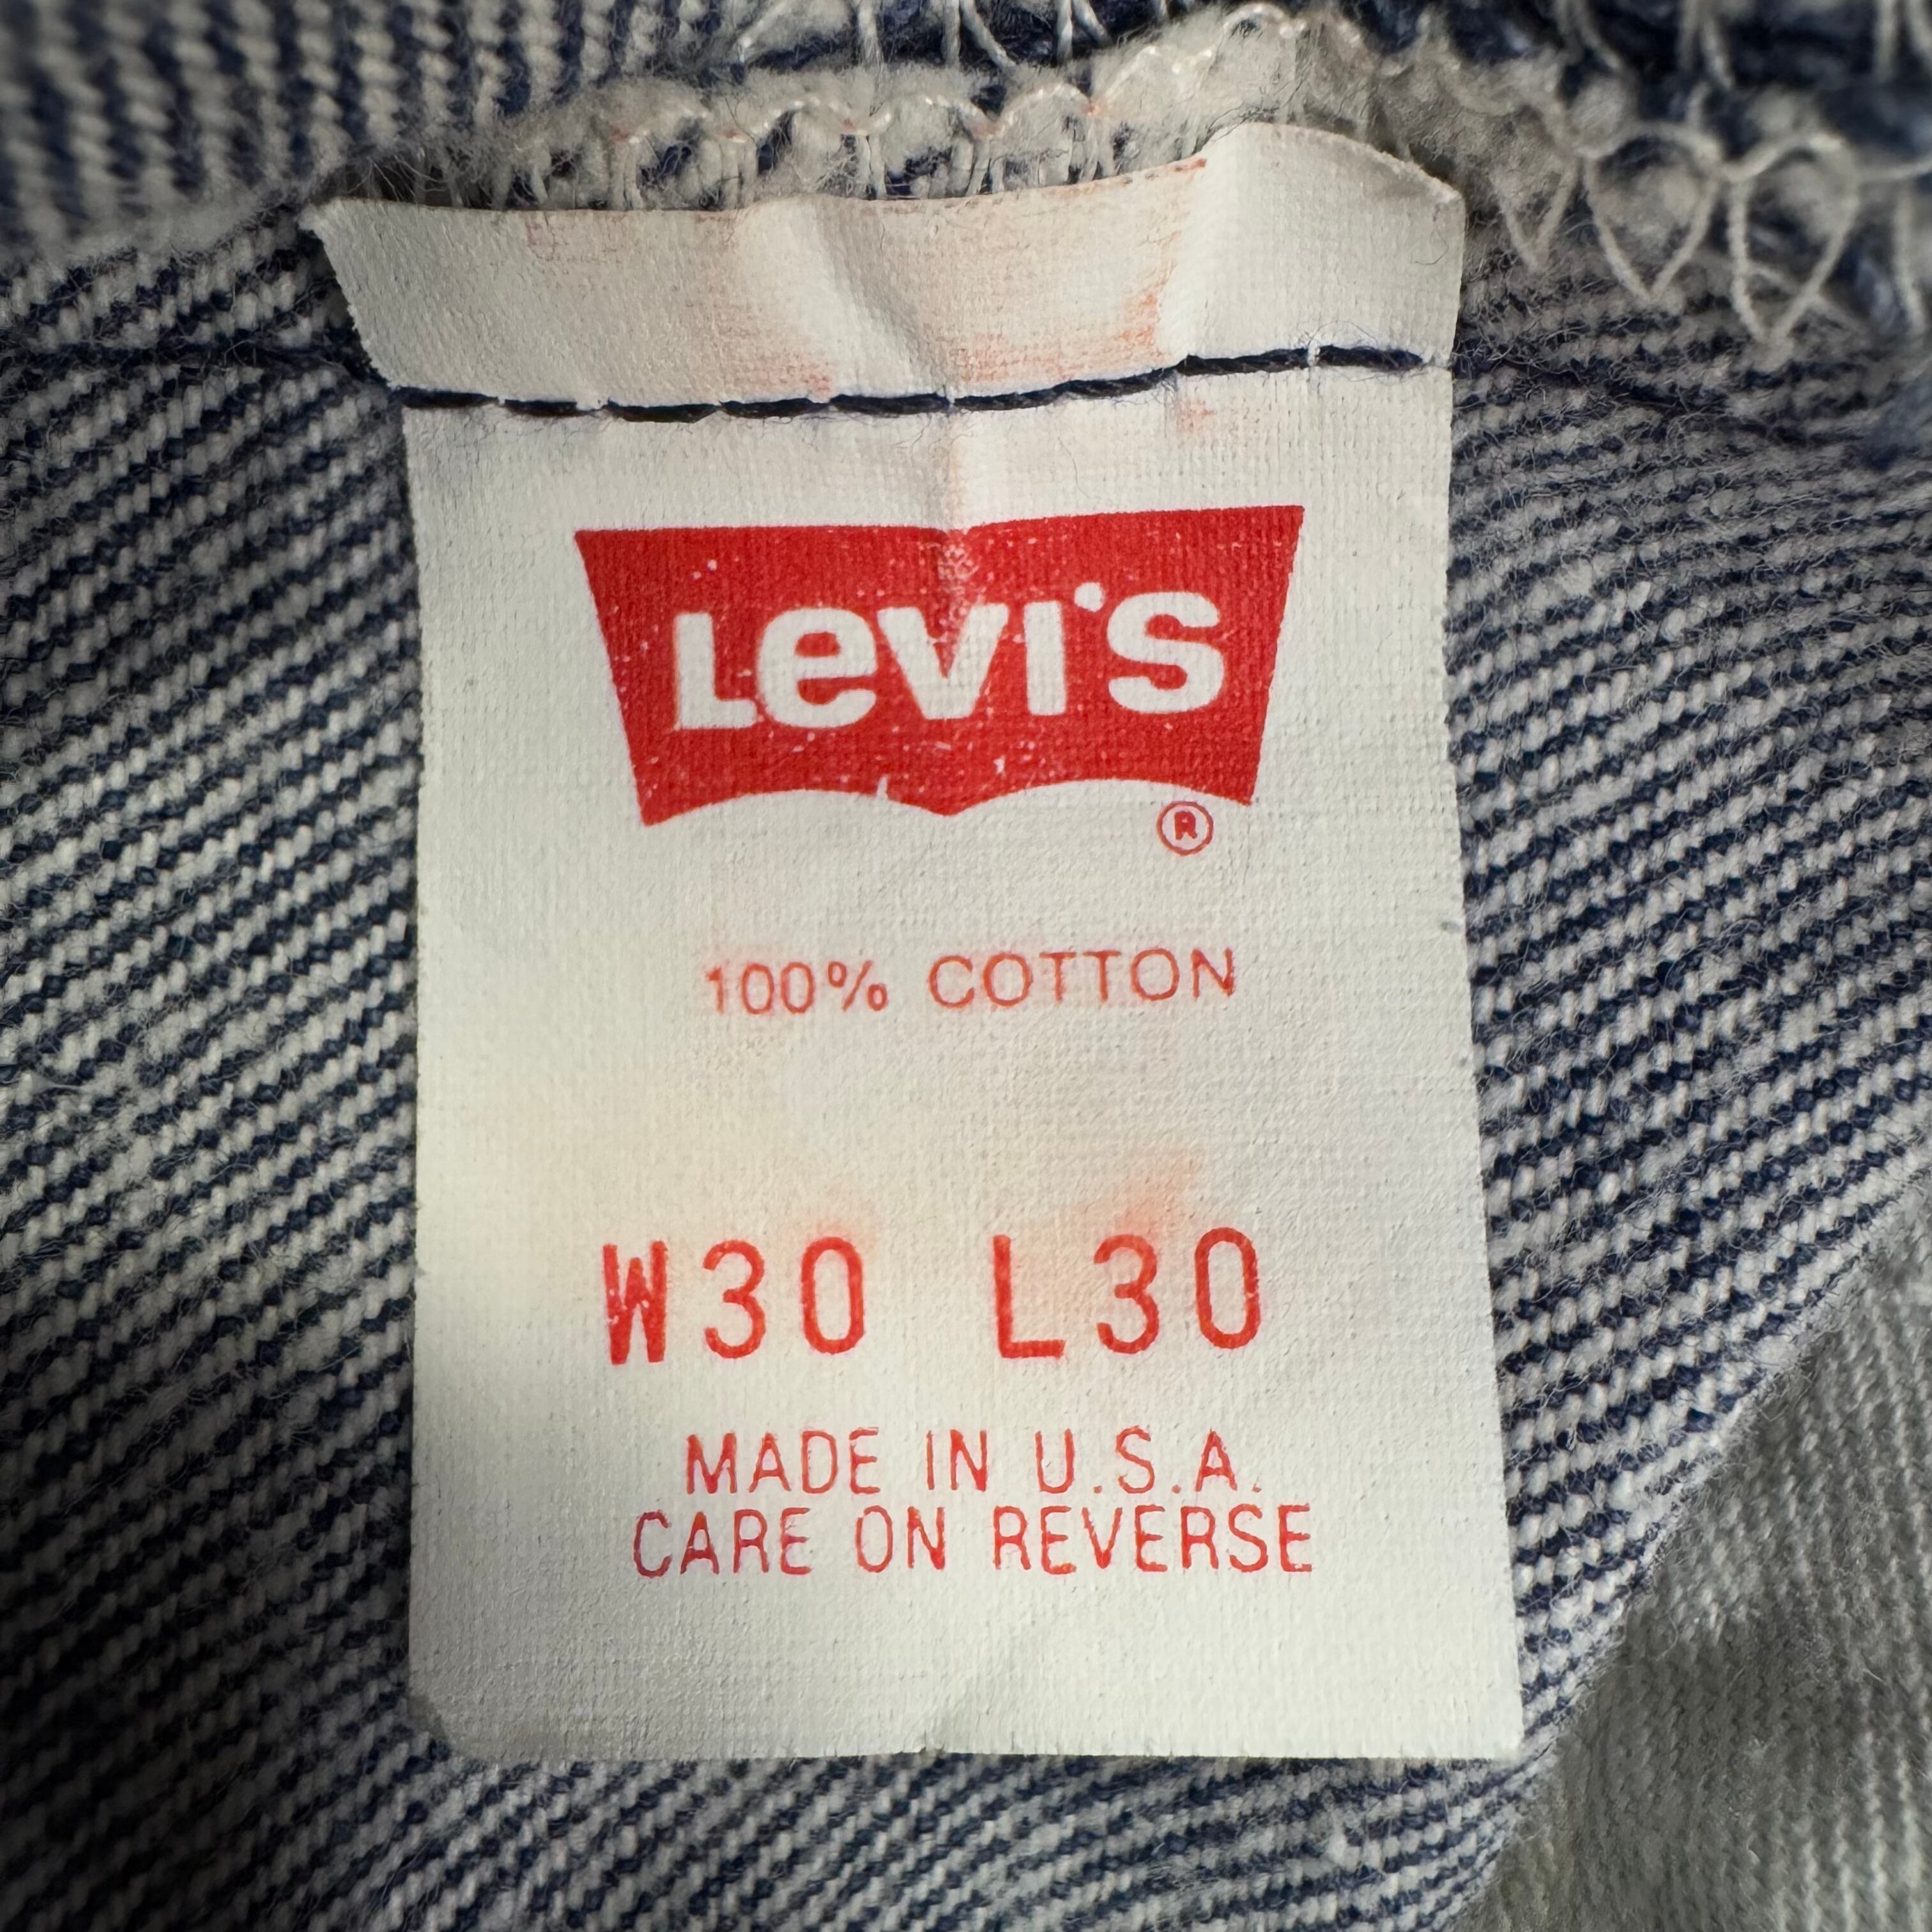 LEVI'S
®
100% COTTON
W30 L30
MADE IN U.S.A.
CARE ON REVERSE